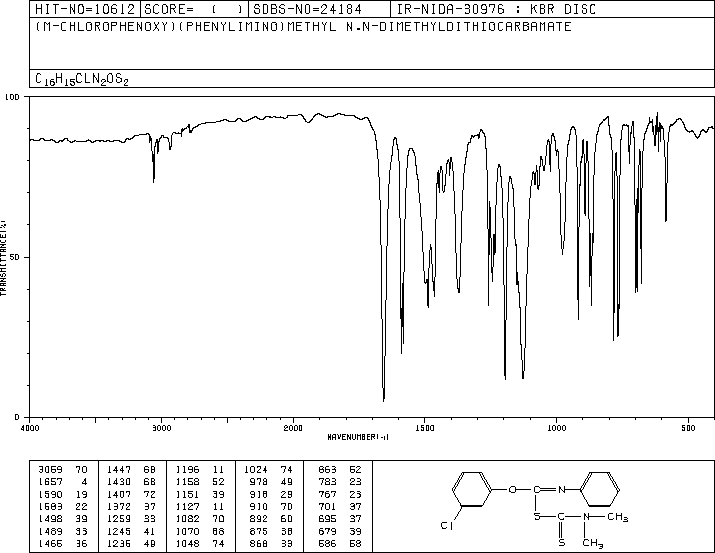 HIT-NO=10612 SCORE= ( ) SDBS-NO=24184 IR-NIDA-30976 : KBR DISC
(M-CHLOROPHENOXY)(PHENYLIMINO)METHYL N,N-DIMETHYLDITHIOCARBAMATE
C16H15CLN2OS2
100
50
0
TRANSMITTANCE(%)
4000 3000 2000 1500 1000 500
WAVENUMBER(-1)
3059 70 1447 68 1196 11 1024 74 863 52
1657 4 1430 68 1158 52 978 49 783 23
1590 19 1407 72 1151 39 918 29 767 23
1583 22 1372 37 1127 11 910 70 701 37
1498 39 1259 33 1082 70 892 60 695 37
1489 33 1245 41 1070 68 875 38 679 39
1465 36 1236 49 1048 74 868 33 586 58
O C N
S C N CH3
Cl S CH3